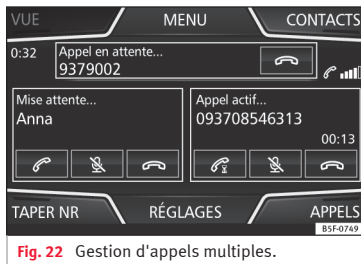 VUE MENU CONTACTS
0:32 Appel en attente...
9379002
Mise attente... Appel actif...
Anna 093708546313
00:13
TAPER NR RÉGLAGES APPELS
B5F-0749
Fig. 22 Gestion d'appels multiples.